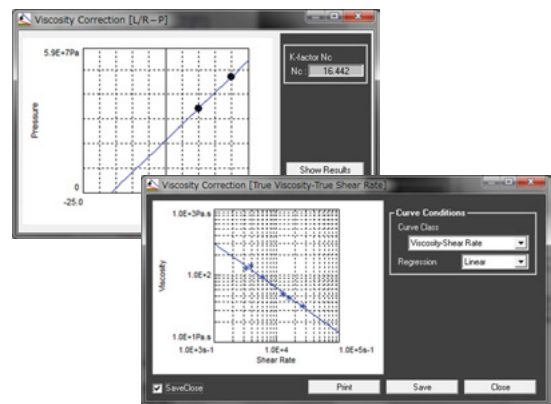 Viscosity Correction [L/R-P]
5.9E+7Pa
Pressure
0
-25.0
K-factor Nc
Nc : 16.442
Show Results
Viscosity Correction [True Viscosity-True Shear Rate]
1.0E+3Pa.s
1.0E+2
Viscosity
1.0E+1Pa.s
1.0E+3s-1 1.0E+4 1.0E+5s-1
Shear Rate
Curve Conditions
Curve Class
Viscosity-Shear Rate
Regression Linear
SaveClose Print Save Close